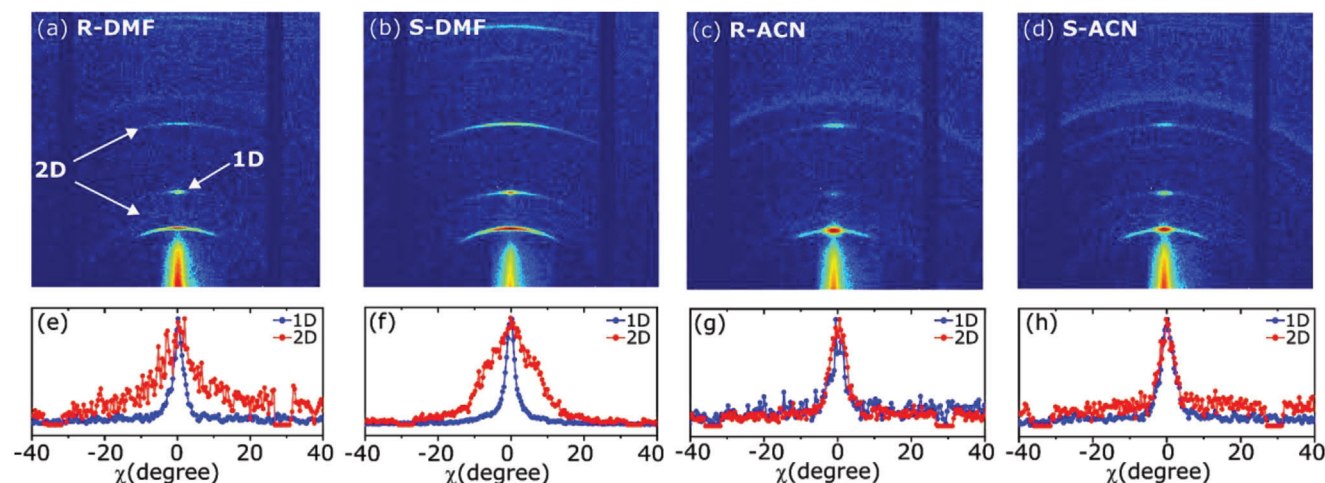 (a) R-DMF
(b) S-DMF
(c) R-ACN
(d) S-ACN
2D
1D
(e)
1D
2D
(f)
1D
2D
(g)
1D
2D
(h)
1D
2D
-40 -20 0 20 40
-40 -20 0 20 40
-40 -20 0 20 40
-40 -20 0 20 40
χ(degree)
χ(degree)
χ(degree)
χ(degree)